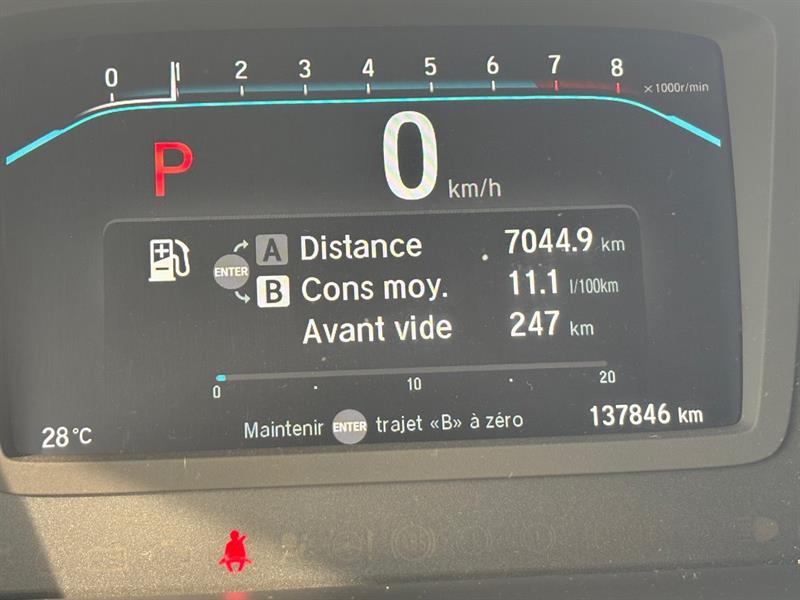 0 1 2 3 4 5 6 7 8 ×1000r/min
P 0 km/h
A Distance 7044.9 km
ENTER
B Cons moy. 11.1 l/100km
Avant vide 247 km
0 10 20
28°C Maintenir ENTER trajet «B» à zéro 137846 km